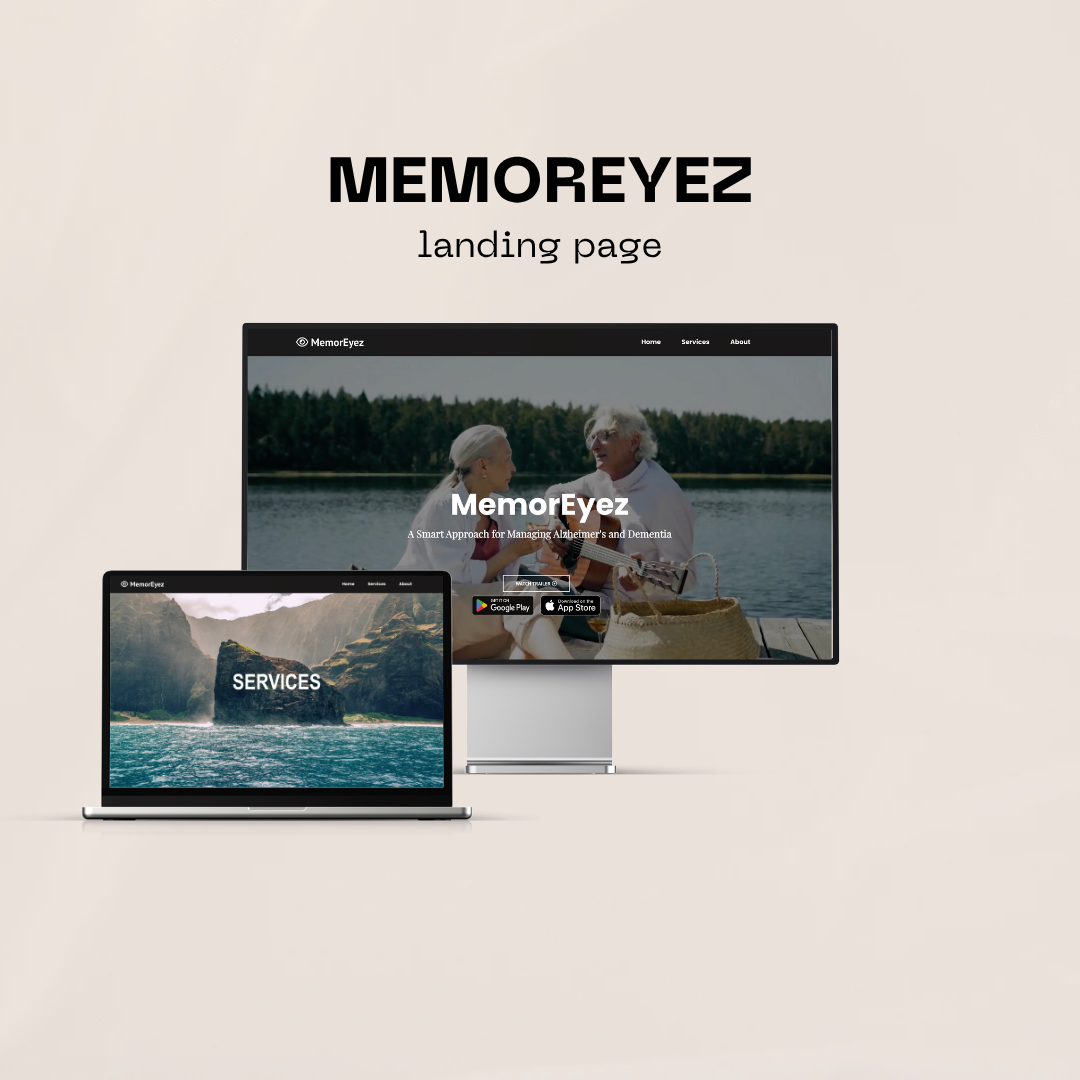 MEMOREYEZ
landing page
MemorEyez
Home Services About
MemorEyez
A Smart Approach for Managing Alzheimer's and Dementia
WATCH TRAILER
GET IT ON
Google Play
Download on the
App Store
MemorEyez
Home Services About
SERVICES